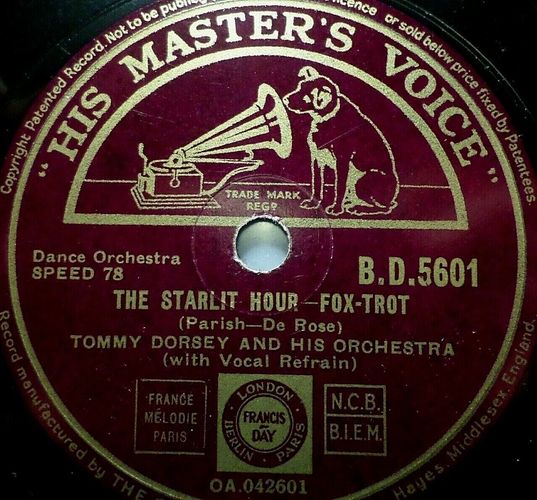 Copyright Patented Record. Not to be publicly
licence or sold below price fixed by Patentees.
"HIS MASTER'S VOICE"
TRADE MARK
REGD
Dance Orchestra
SPEED 78
B.D.5601
THE STARLIT HOUR—FOX-TROT
(Parish—De Rose)
TOMMY DORSEY AND HIS ORCHESTRA
(with Vocal Refrain)
FRANCE
MÉLODIE
PARIS
LONDON
FRANCIS
DAY
BERLIN PARIS
N.C.B.
B.I.E.M.
OA.042601
Record manufactured by THE
Hayes, Middlesex, England.